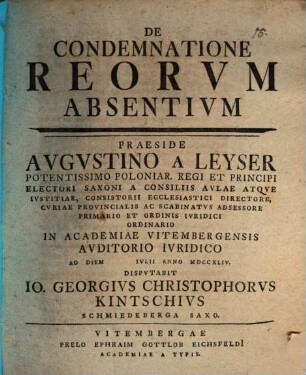 DE
CONDEMNATIONE
REORVM
ABSENTIVM
PRAESIDE
AVGVSTINO A LEYSER
POTENTISSIMO POLONIAR. REGI ET PRINCIPI
ELECTORI SAXONI A CONSILIIS AVLAE ATQVE
IVSTITIAE, CONSISTORII ECCLESIASTICI DIRECTORE,
CVRIAE PROVINCIALIS AC SCABINATVS ADSESSORE
PRIMARIO ET ORDINIS IVRIDICI
ORDINARIO
IN ACADEMIAE VITEMBERGENSIS
AVDITORIO IVRIDICO
AD DIEM IVLII ANNO MDCCXLIV.
DISPVTABIT
IO. GEORGIVS CHRISTOPHORVS
KINTSCHIVS
SCHMIEDEBERGA SAXO.
VITEMBERGAE
PRELO EPHRAIM GOTTLOB EICHSFELDI
ACADEMIAE A TYPIS.